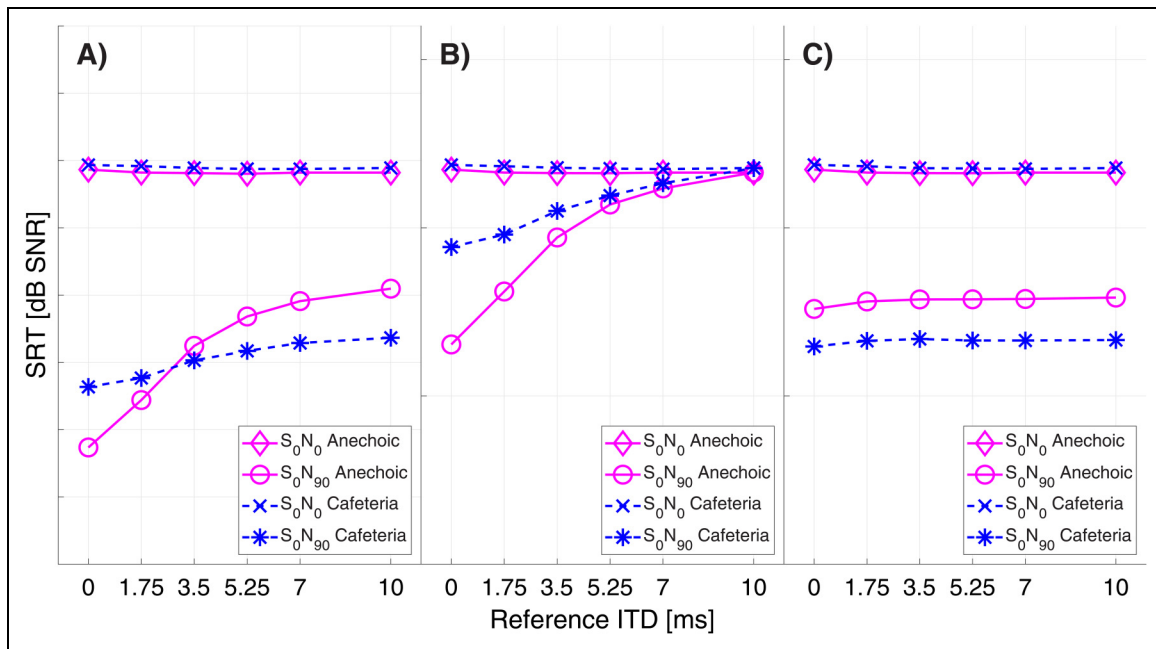 A)
B)
C)
SRT [dB SNR]
S₀N₀ Anechoic
S₀N₉₀ Anechoic
S₀N₀ Cafeteria
S₀N₉₀ Cafeteria
S₀N₀ Anechoic
S₀N₉₀ Anechoic
S₀N₀ Cafeteria
S₀N₉₀ Cafeteria
S₀N₀ Anechoic
S₀N₉₀ Anechoic
S₀N₀ Cafeteria
S₀N₉₀ Cafeteria
0 1.75 3.5 5.25 7 10
0 1.75 3.5 5.25 7 10
0 1.75 3.5 5.25 7 10
Reference ITD [ms]